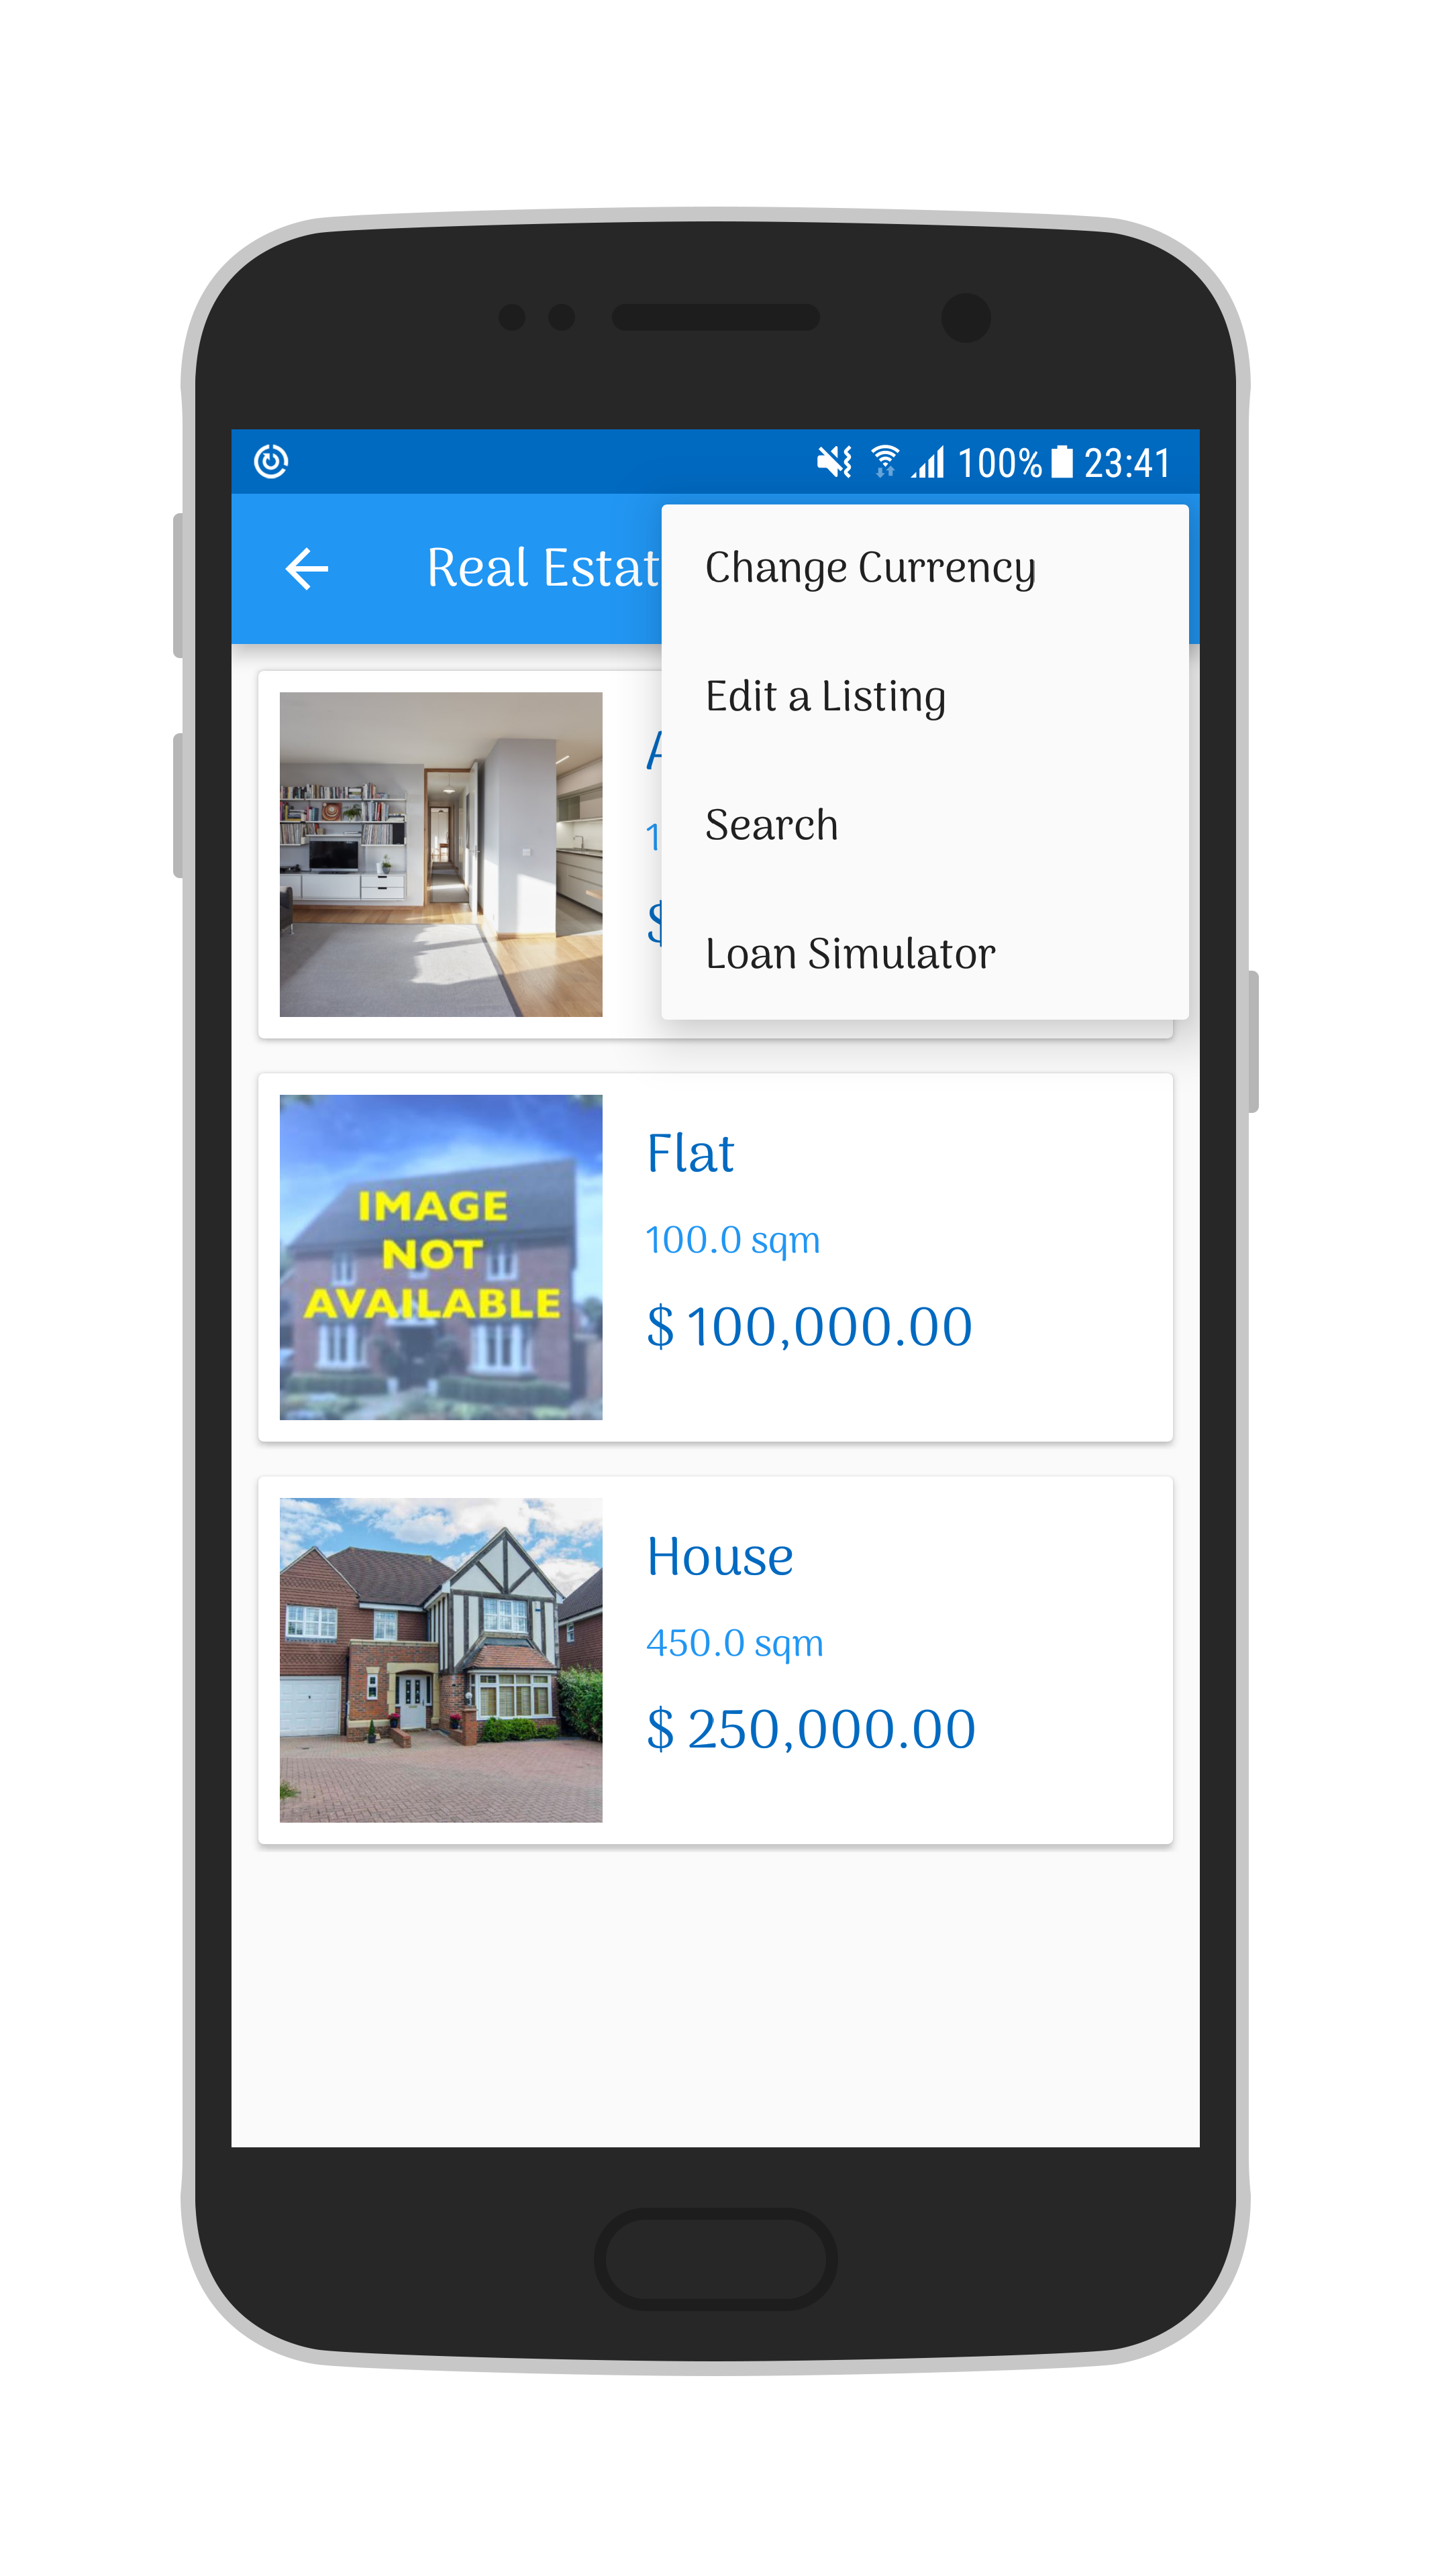 100% 23:41
Real Estat
Change Currency
Edit a Listing
Search
Loan Simulator
A
1
$
IMAGE
NOT
AVAILABLE
Flat
100.0 sqm
$ 100,000.00
House
450.0 sqm
$ 250,000.00